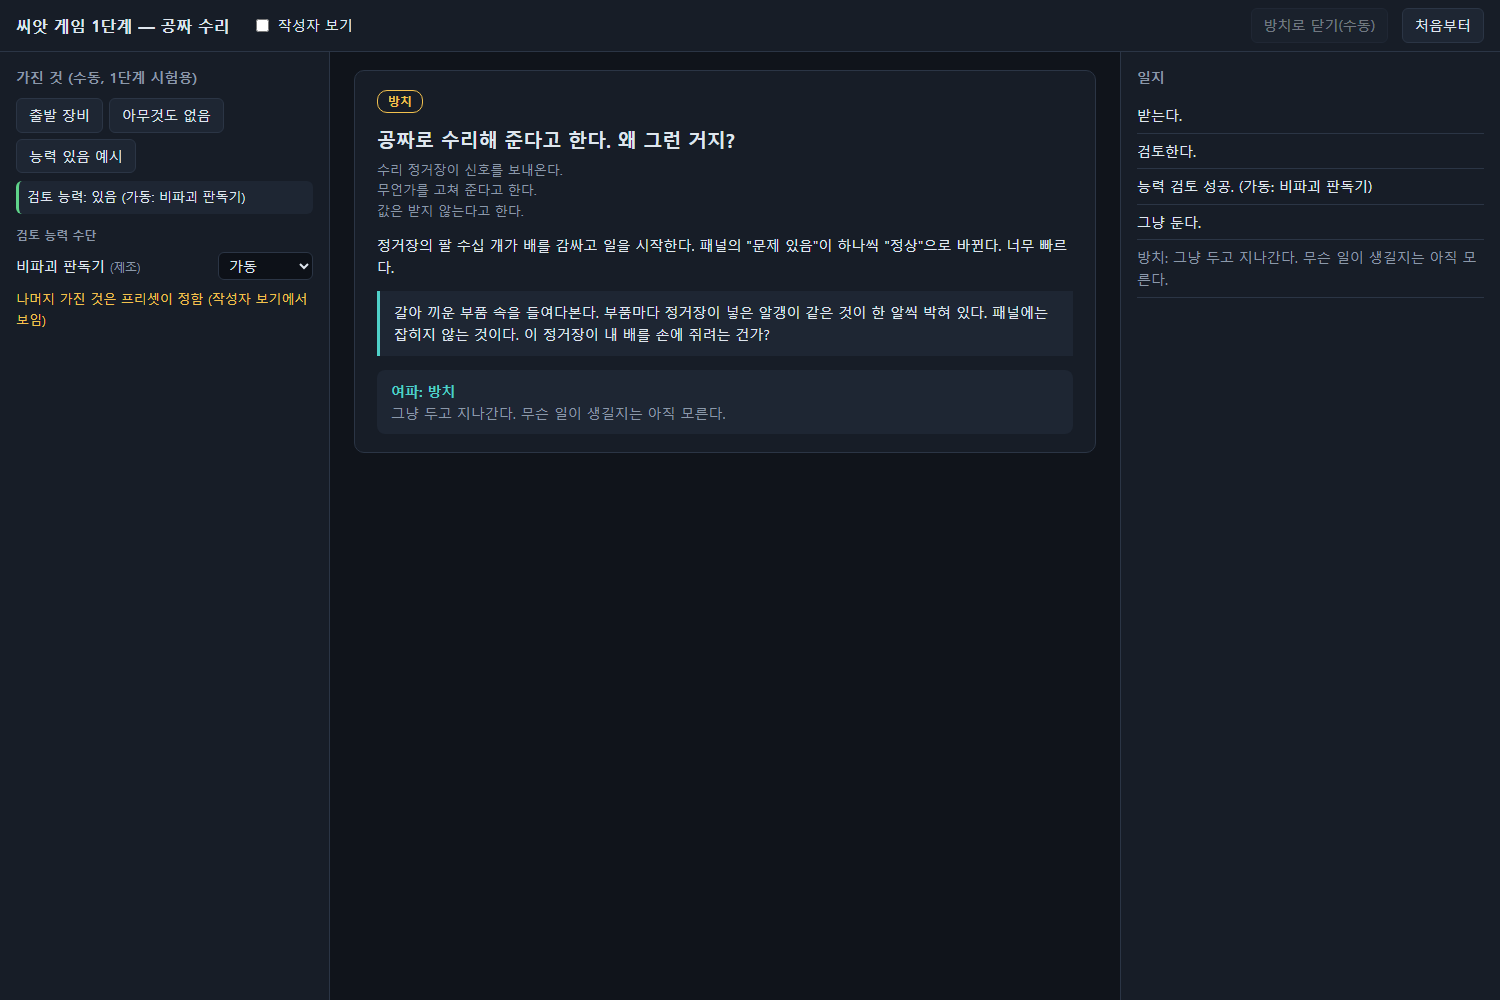 씨앗 게임 1단계 — 공짜 수리
작성자 보기
방치로 닫기(수동)
처음부터
가진 것 (수동, 1단계 시험용)
출발 장비
아무것도 없음
능력 있음 예시
검토 능력: 있음 (가동: 비파괴 판독기)
검토 능력 수단
비파괴 판독기 (제조)
가동
나머지 가진 것은 프리셋이 정함 (작성자 보기에서
보임)
방치
공짜로 수리해 준다고 한다. 왜 그런 거지?
수리 정거장이 신호를 보내온다.
무언가를 고쳐 준다고 한다.
값은 받지 않는다고 한다.
정거장의 팔 수십 개가 배를 감싸고 일을 시작한다. 패널의 "문제 있음"이 하나씩 "정상"으로 바뀐다. 너무 빠르
다.
갈아 끼운 부품 속을 들여다본다. 부품마다 정거장이 넣은 알갱이 같은 것이 한 알씩 박혀 있다. 패널에는
잡히지 않는 것이다. 이 정거장이 내 배를 손에 쥐려는 건가?
여파: 방치
그냥 두고 지나간다. 무슨 일이 생길지는 아직 모른다.
일지
받는다.
검토한다.
능력 검토 성공. (가동: 비파괴 판독기)
그냥 둔다.
방치: 그냥 두고 지나간다. 무슨 일이 생길지는 아직 모
른다.